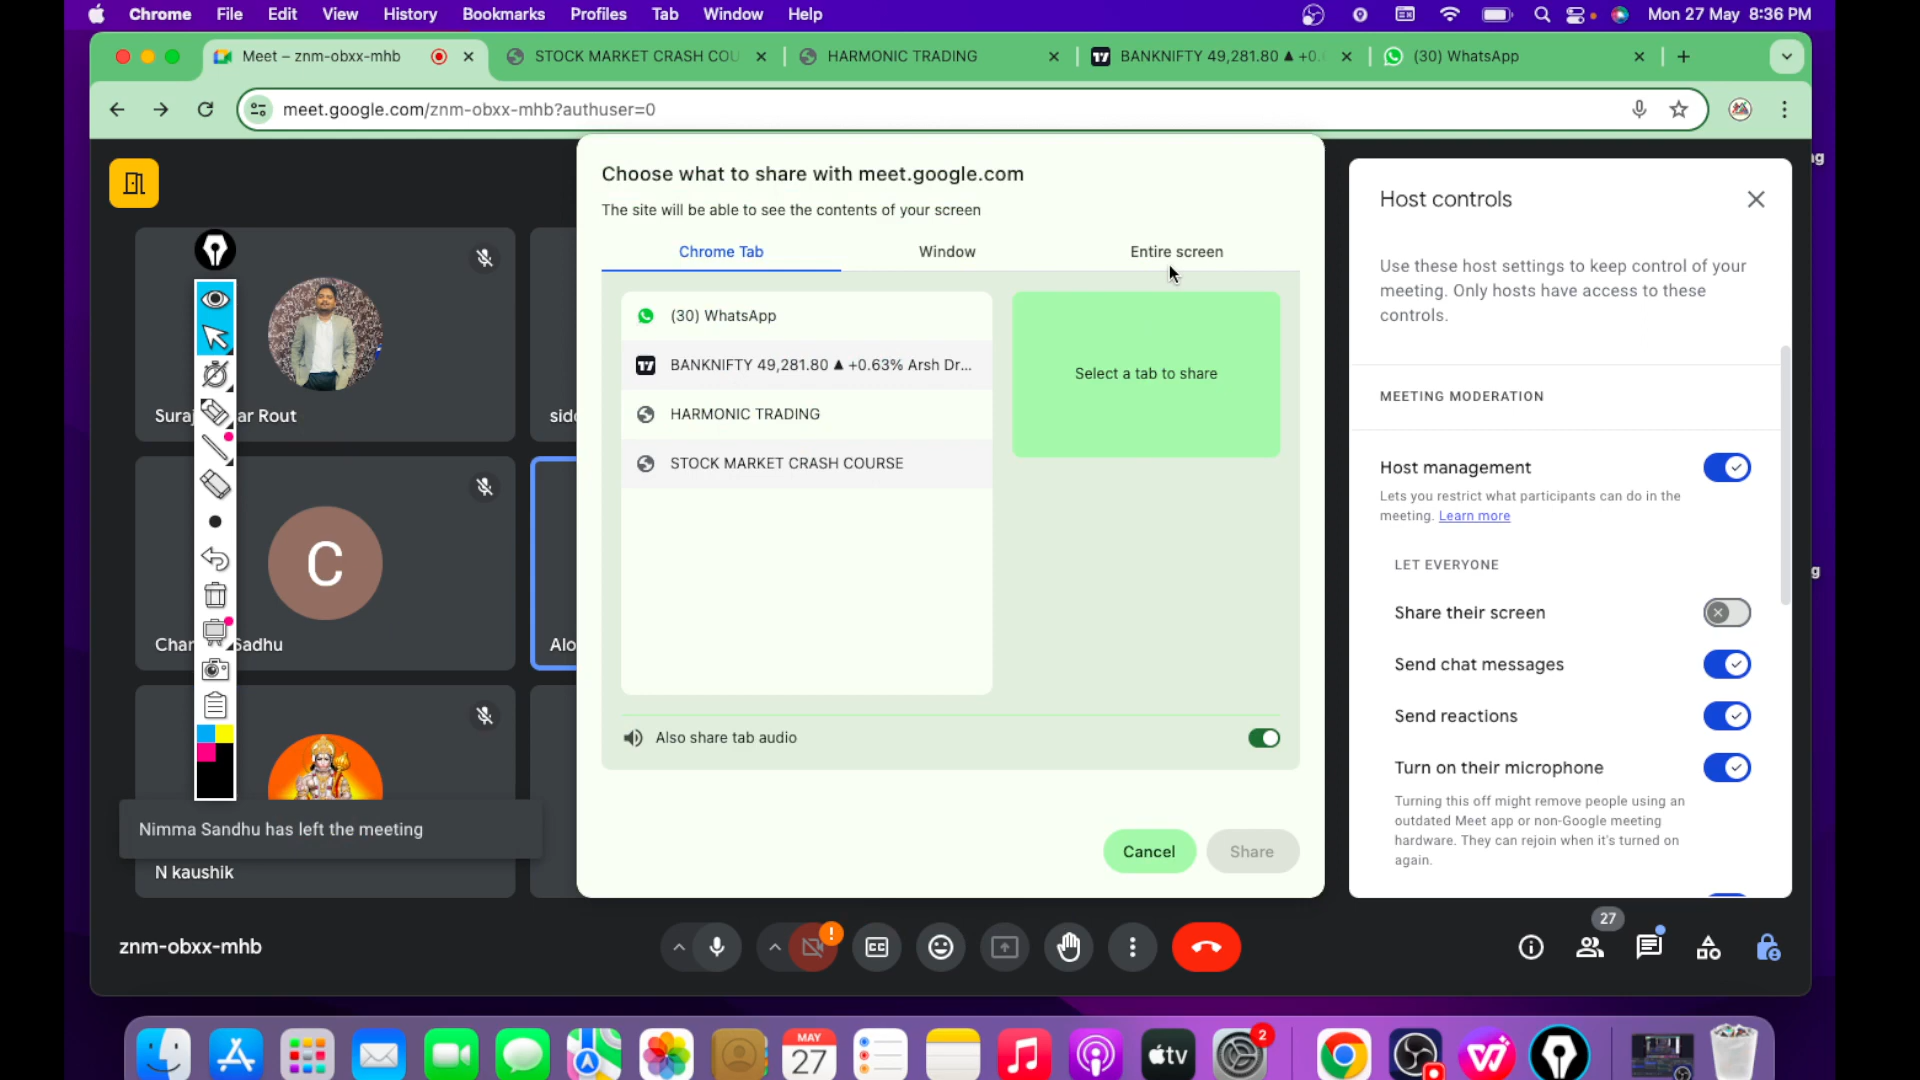 Chrome File Edit View History Bookmarks Profiles Tab Window Help Mon 27 May 8:36 PM
Meet – znm-obxx-mhb STOCK MARKET CRASH COU HARMONIC TRADING BANKNIFTY 49,281.80 ▲ +0. (30) WhatsApp
meet.google.com/znm-obxx-mhb?authuser=0
Choose what to share with meet.google.com
The site will be able to see the contents of your screen
Chrome Tab Window Entire screen
(30) WhatsApp
BANKNIFTY 49,281.80 ▲ +0.63% Arsh Dr...
HARMONIC TRADING
STOCK MARKET CRASH COURSE
Select a tab to share
Also share tab audio
Cancel Share
Host controls
Use these host settings to keep control of your
meeting. Only hosts have access to these
controls.
MEETING MODERATION
Host management
Lets you restrict what participants can do in the
meeting. Learn more
LET EVERYONE
Share their screen
Send chat messages
Send reactions
Turn on their microphone
Turning this off might remove people using an
outdated Meet app or non-Google meeting
hardware. They can rejoin when it's turned on
again.
Suraj ar Rout
C
Sadhu
Nimma Sandhu has left the meeting
N kaushik
znm-obxx-mhb
27
MAY
27
tv
2